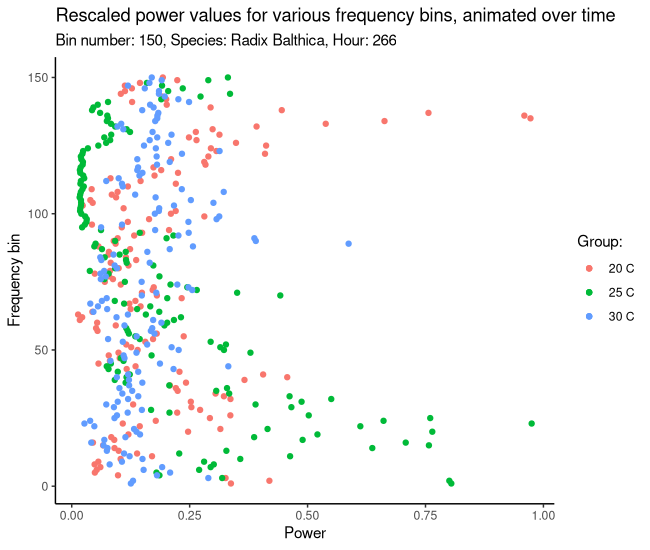 Rescaled power values for various frequency bins, animated over time
Bin number: 150, Species: Radix Balthica, Hour: 266
150
100
50
0
Frequency bin
0.00 0.25 0.50 0.75 1.00
Power
Group:
20 C
25 C
30 C